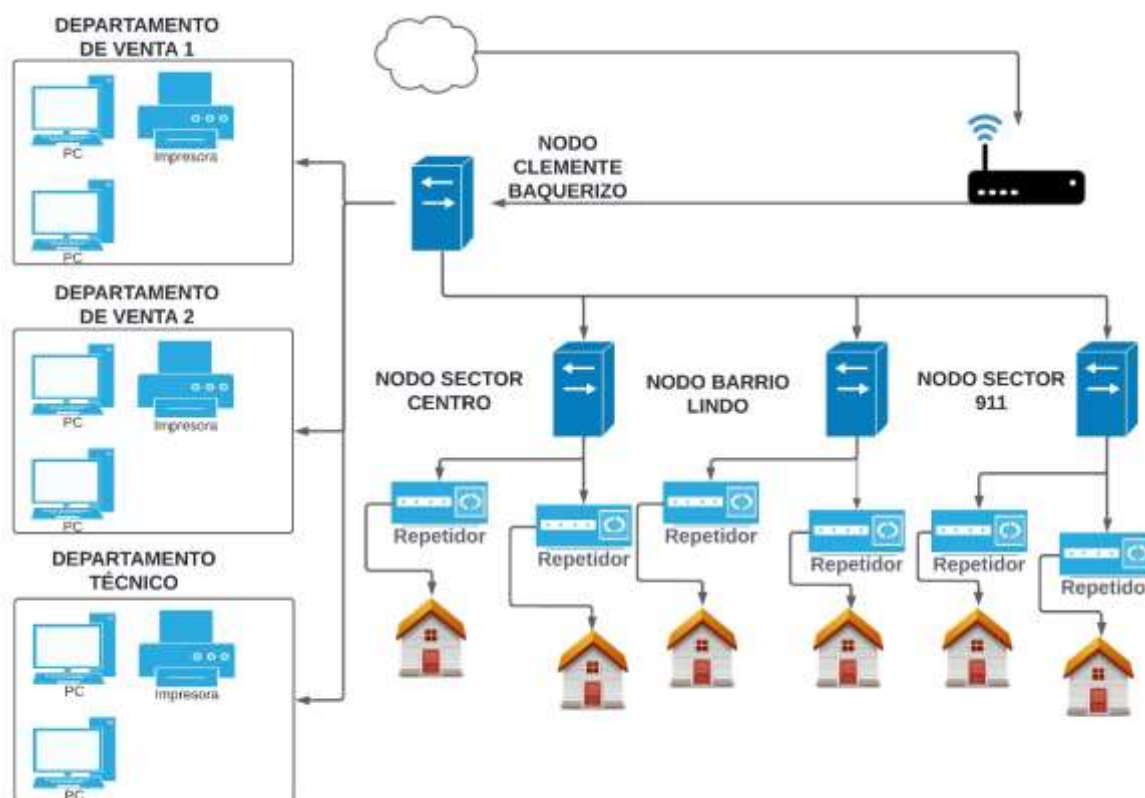 DEPARTAMENTO
DE VENTA 1
PC
Impresora
PC
NODO
CLEMENTE
BAQUERIZO
DEPARTAMENTO
DE VENTA 2
PC
Impresora
PC
NODO SECTOR
CENTRO
NODO BARRIO
LINDO
NODO SECTOR
911
Repetidor
Repetidor
Repetidor
Repetidor
Repetidor
Repetidor
DEPARTAMENTO
TÉCNICO
PC
Impresora
PC